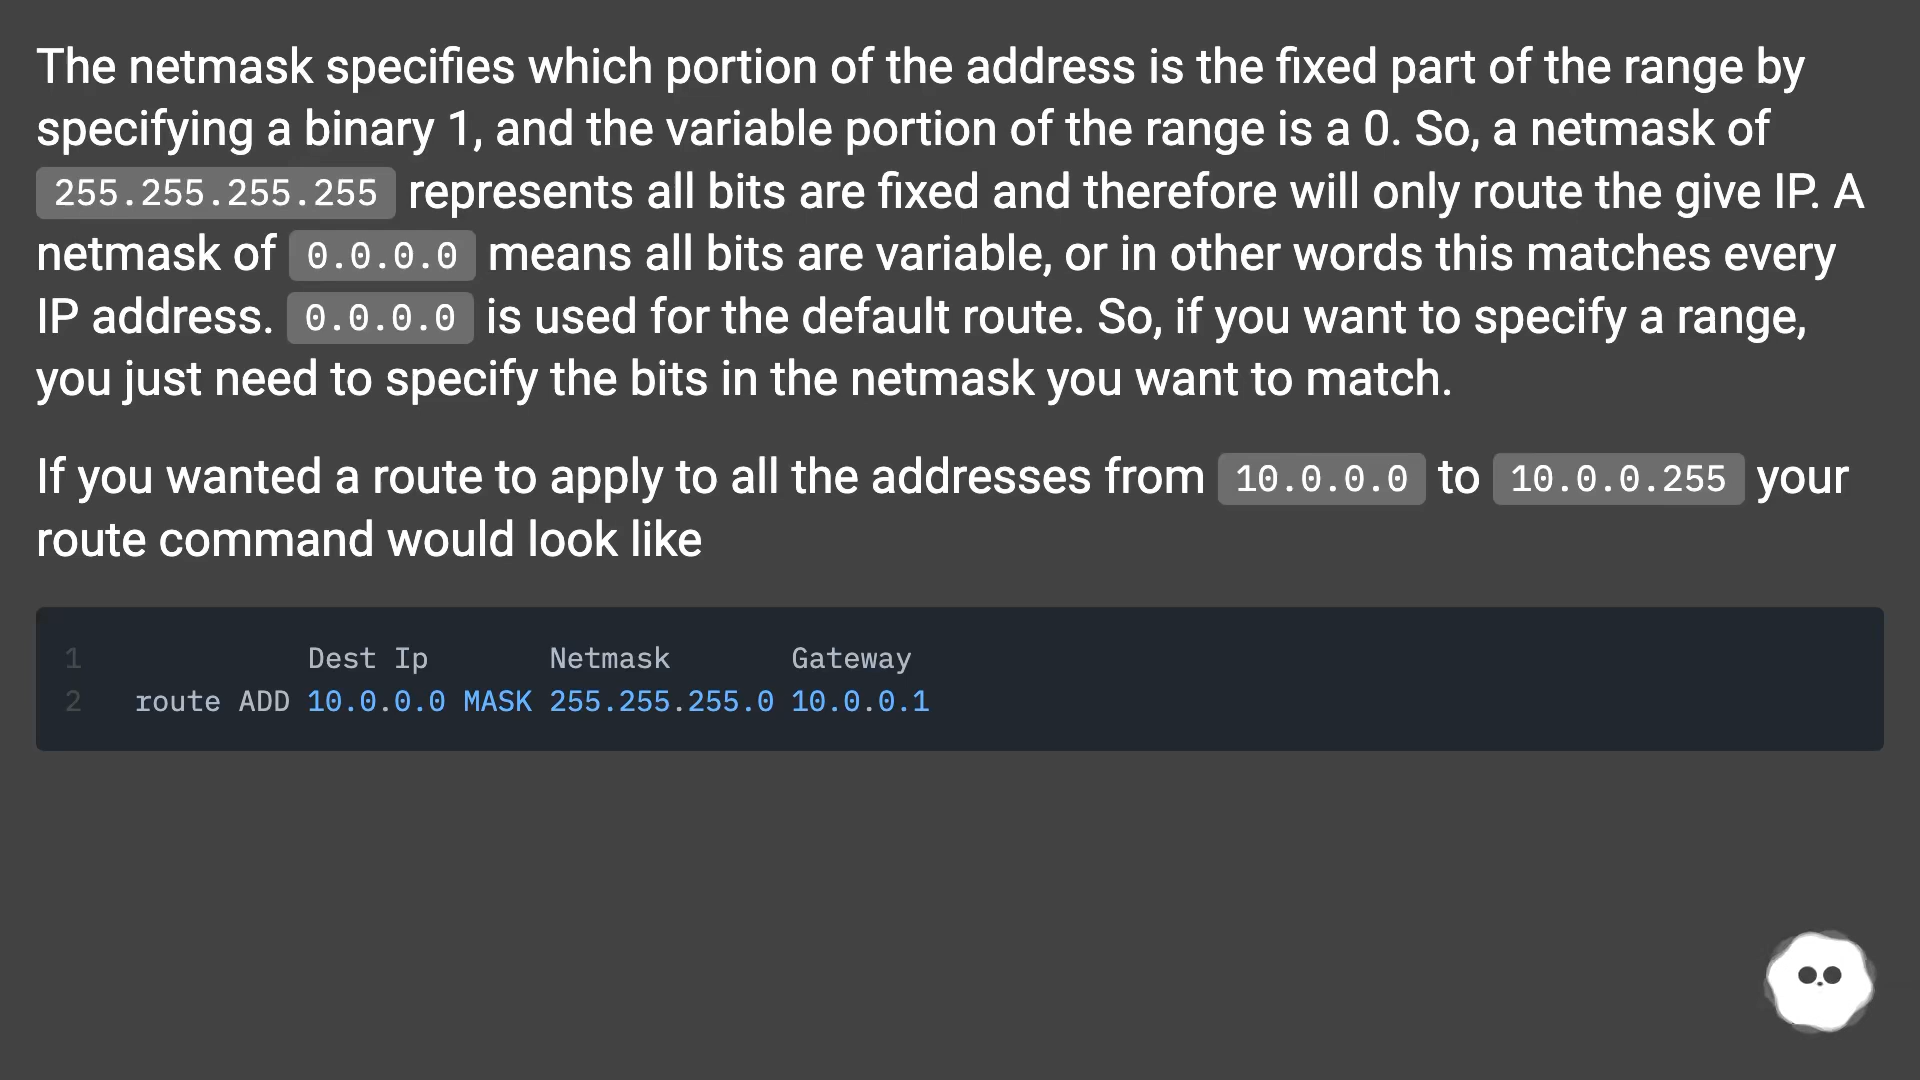 The netmask specifies which portion of the address is the fixed part of the range by
specifying a binary 1, and the variable portion of the range is a 0. So, a netmask of
255.255.255.255 represents all bits are fixed and therefore will only route the give IP. A
netmask of 0.0.0.0 means all bits are variable, or in other words this matches every
IP address. 0.0.0.0 is used for the default route. So, if you want to specify a range,
you just need to specify the bits in the netmask you want to match.
If you wanted a route to apply to all the addresses from 10.0.0.0 to 10.0.0.255 your
route command would look like
1 Dest Ip Netmask Gateway
2 route ADD 10.0.0.0 MASK 255.255.255.0 10.0.0.1